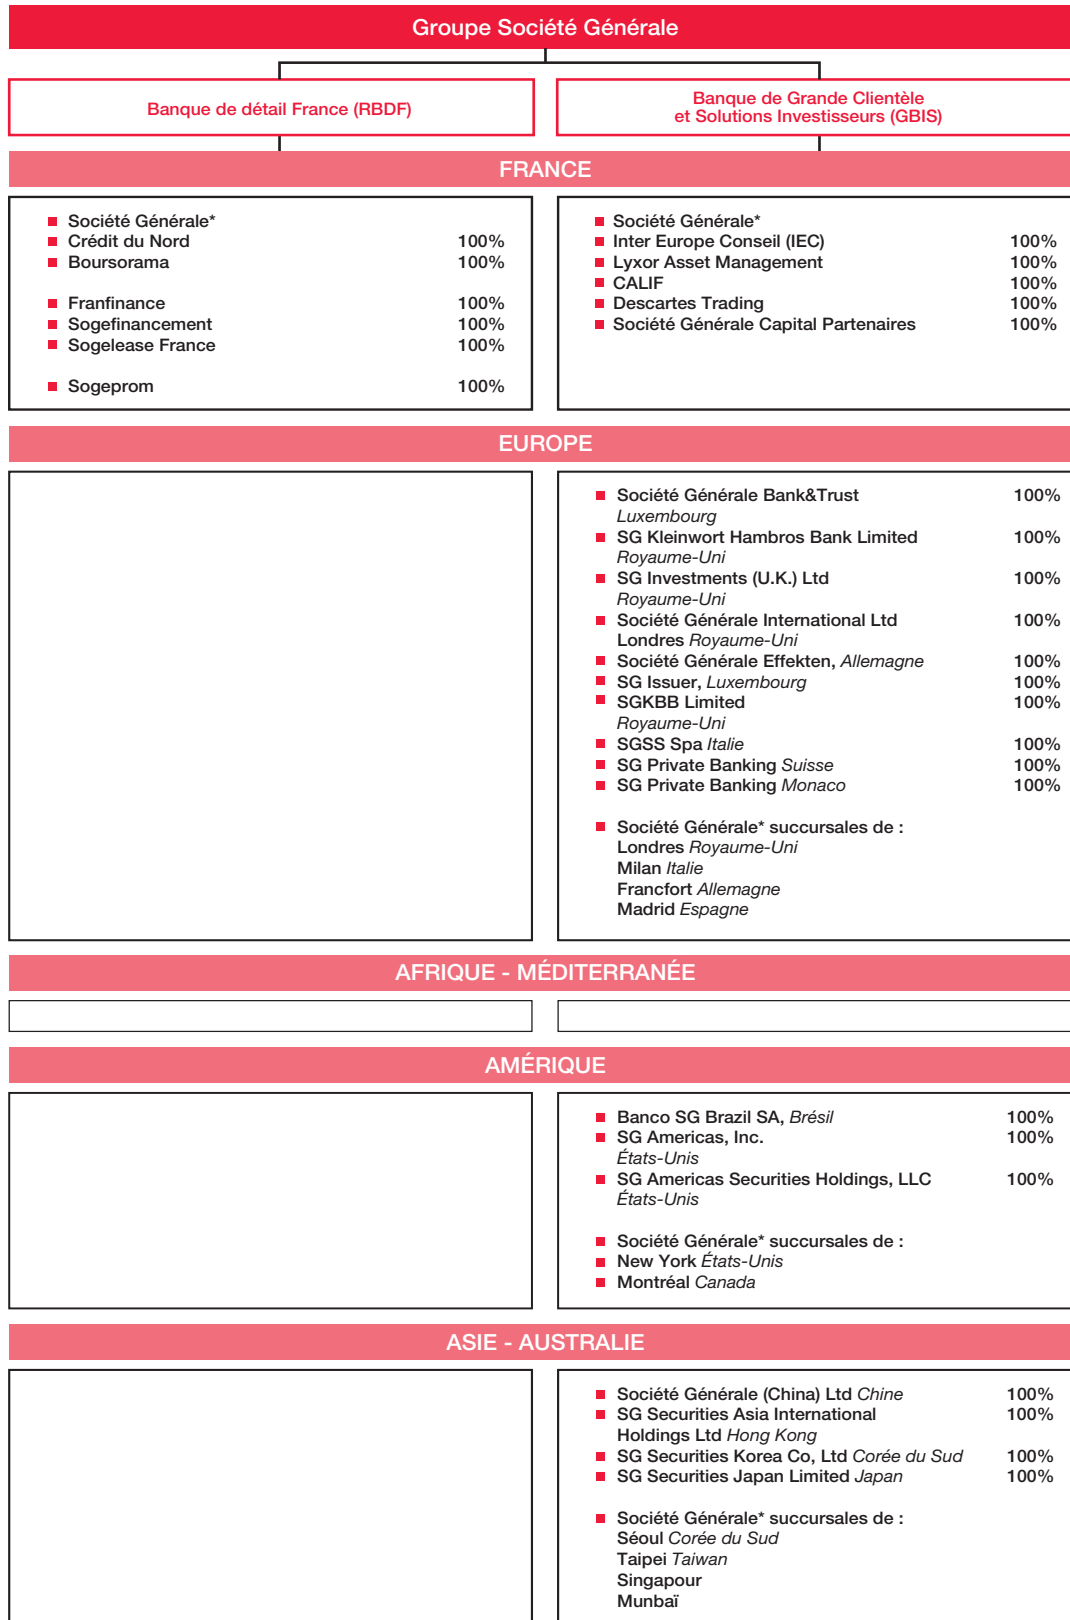 Groupe Société Générale
Banque de détail France (RBDF)
Banque de Grande Clientèle
et Solutions Investisseurs (GBIS)
FRANCE
Société Générale*
Crédit du Nord 100%
Boursorama 100%
Franfinance 100%
Sogefinancement 100%
Sogelease France 100%
Sogeprom 100%
Société Générale*
Inter Europe Conseil (IEC) 100%
Lyxor Asset Management 100%
CALIF 100%
Descartes Trading 100%
Société Générale Capital Partenaires 100%
EUROPE
Société Générale Bank&Trust 100%
Luxembourg
SG Kleinwort Hambros Bank Limited 100%
Royaume-Uni
SG Investments (U.K.) Ltd 100%
Royaume-Uni
Société Générale International Ltd 100%
Londres Royaume-Uni
Société Générale Effekten, Allemagne 100%
SG Issuer, Luxembourg 100%
SGKBB Limited 100%
Royaume-Uni
SGSS Spa Italie 100%
SG Private Banking Suisse 100%
SG Private Banking Monaco 100%
Société Générale* succursales de :
Londres Royaume-Uni
Milan Italie
Francfort Allemagne
Madrid Espagne
AFRIQUE - MÉDITERRANÉE
AMÉRIQUE
Banco SG Brazil SA, Brésil 100%
SG Americas, Inc. 100%
États-Unis
SG Americas Securities Holdings, LLC 100%
États-Unis
Société Générale* succursales de :
New York États-Unis
Montréal Canada
ASIE - AUSTRALIE
Société Générale (China) Ltd Chine 100%
SG Securities Asia International 100%
Holdings Ltd Hong Kong
SG Securities Korea Co, Ltd Corée du Sud 100%
SG Securities Japan Limited Japan 100%
Société Générale* succursales de :
Séoul Corée du Sud
Taipei Taiwan
Singapour
Munbaï